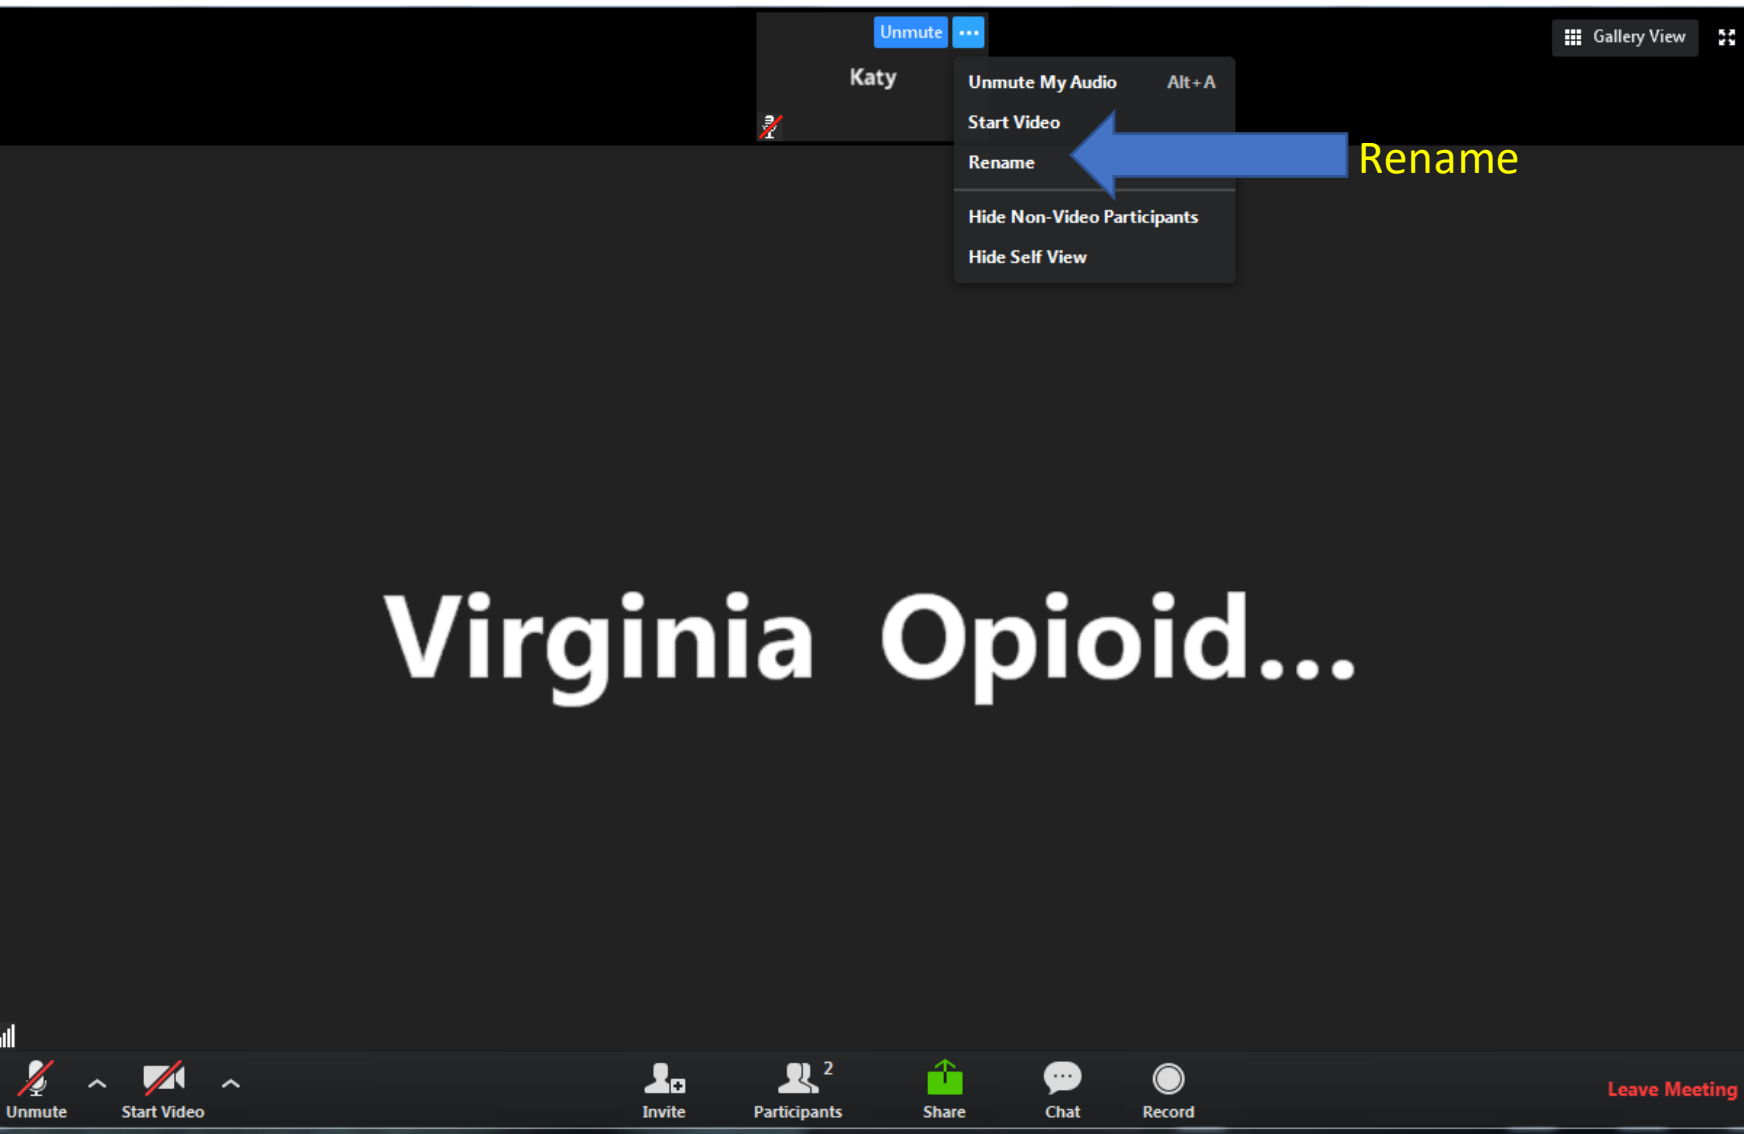 Unmute ...
Gallery View
Katy
Unmute My Audio Alt+A
Start Video
Rename
Rename
Hide Non-Video Participants
Hide Self View
Virginia Opioid...
Unmute
Start Video
Invite
Participants 2
Share
Chat
Record
Leave Meeting